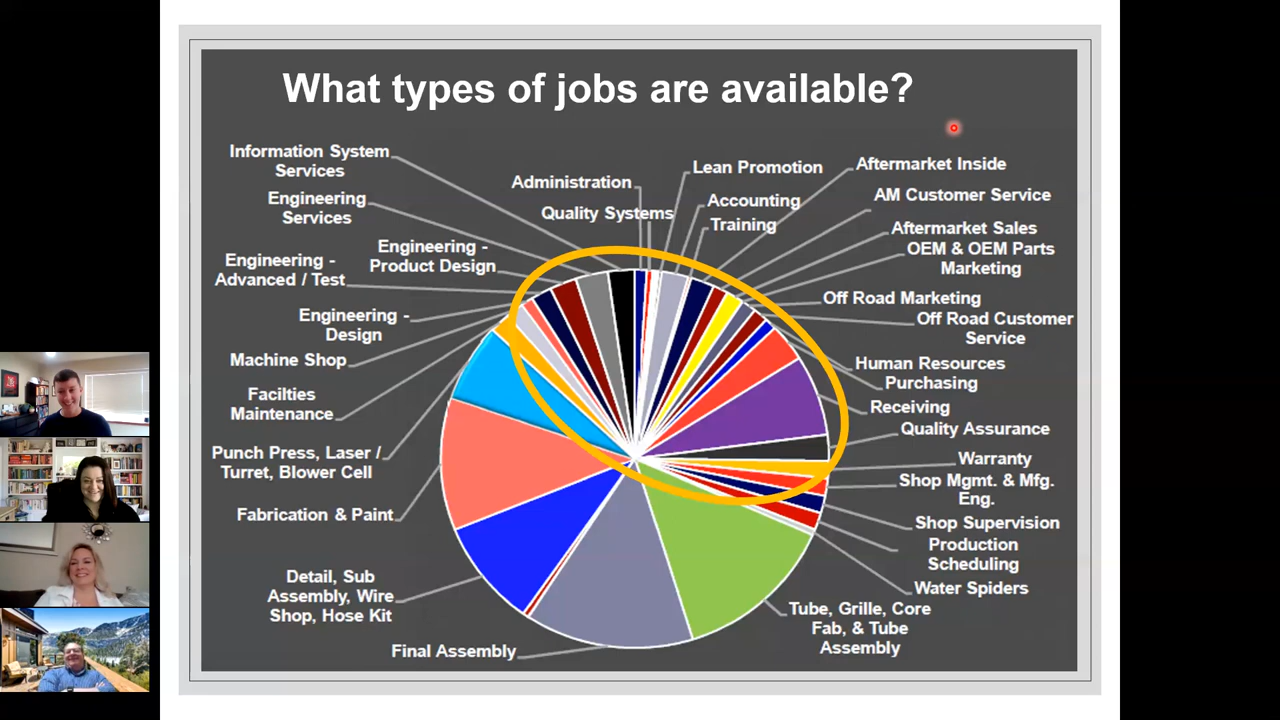 What types of jobs are available?
Information System
Services
Engineering
Services
Engineering -
Product Design
Engineering -
Advanced / Test
Engineering -
Design
Machine Shop
Facilties
Maintenance
Punch Press, Laser /
Turret, Blower Cell
Fabrication & Paint
Detail, Sub
Assembly, Wire
Shop, Hose Kit
Final Assembly
Administration
Quality Systems
Lean Promotion
Accounting
Training
Aftermarket Inside
AM Customer Service
Aftermarket Sales
OEM & OEM Parts
Marketing
Off Road Marketing
Off Road Customer
Service
Human Resources
Purchasing
Receiving
Quality Assurance
Warranty
Shop Mgmt. & Mfg.
Eng.
Shop Supervision
Production
Scheduling
Water Spiders
Tube, Grille, Core
Fab, & Tube
Assembly